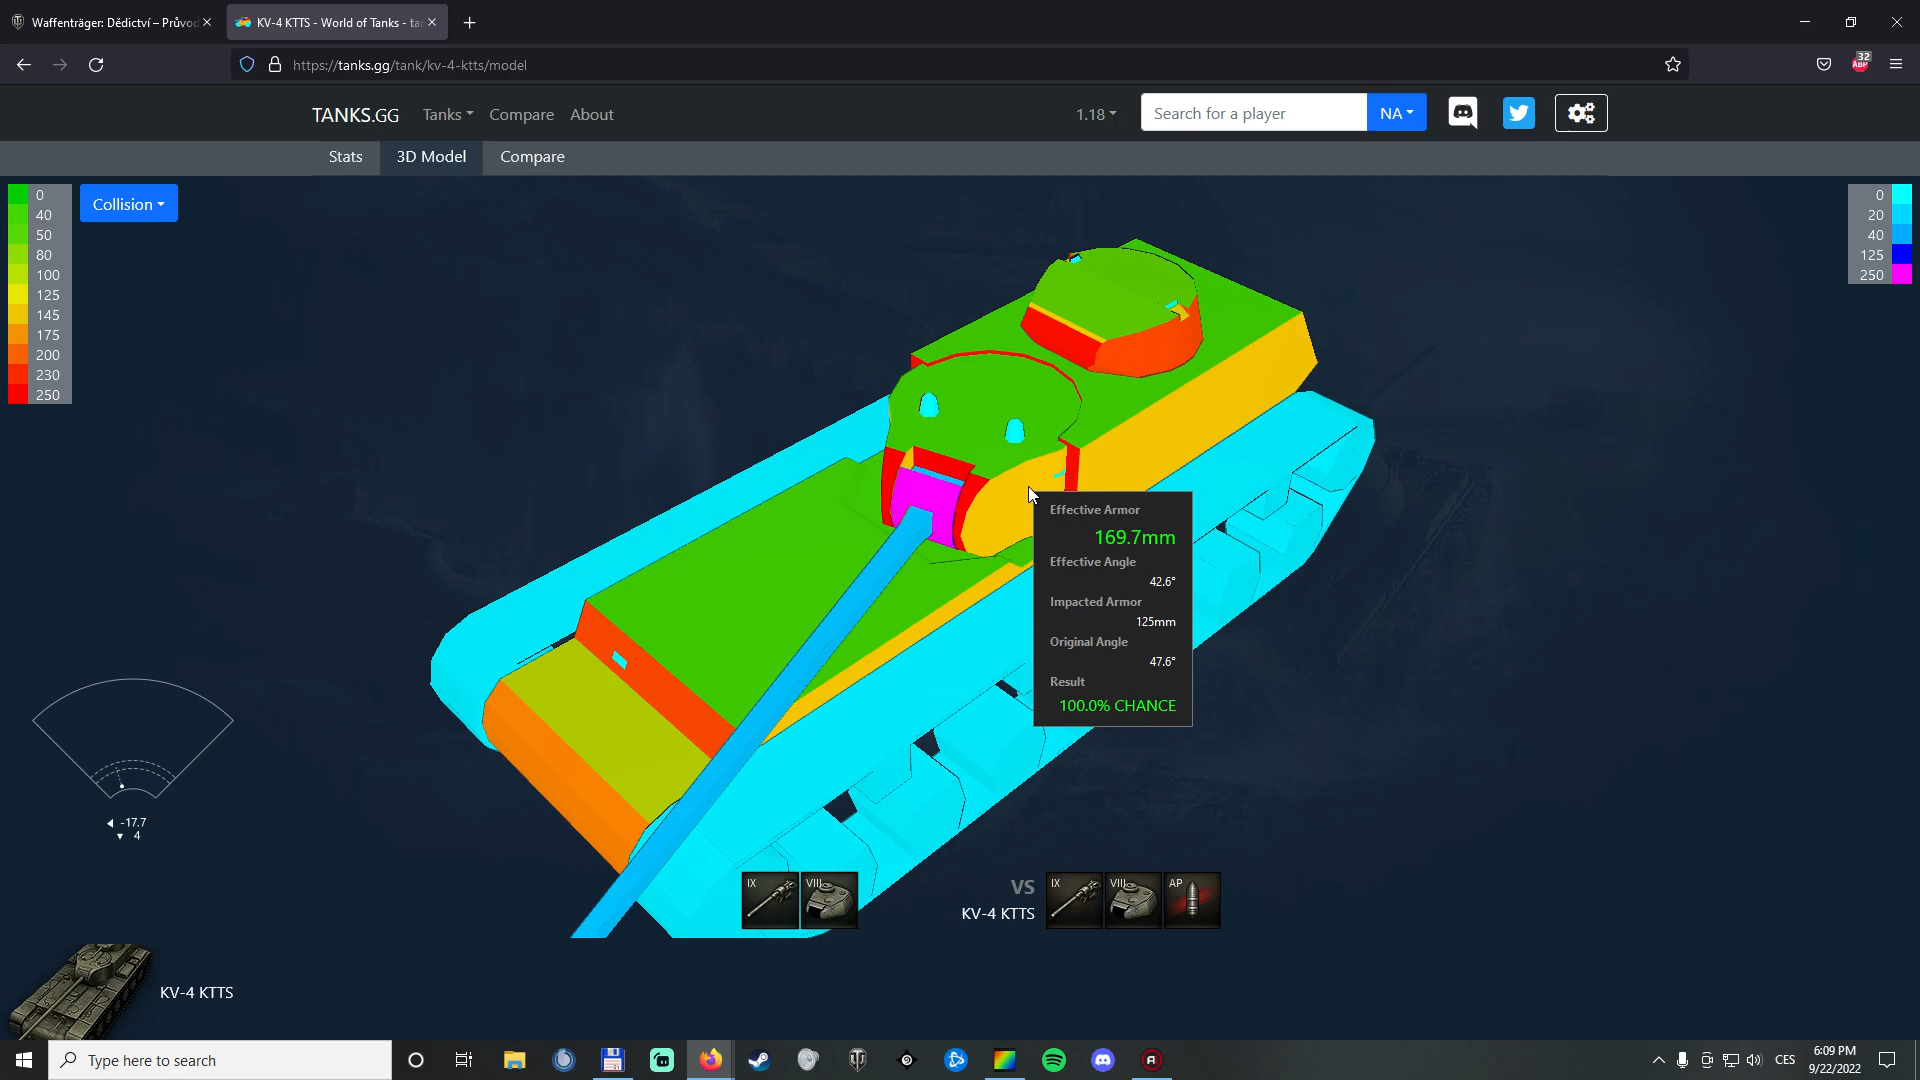 Waffenträger: Dědictví – Průvod
KV-4 KTTS - World of Tanks - ta
https://tanks.gg/tank/kv-4-ktts/model
32
ABP
TANKS.GG
Tanks
Compare
About
1.18
Search for a player
NA
Stats
3D Model
Compare
Collision
0
40
50
80
100
125
145
175
200
230
250
0
20
40
125
250
Effective Armor
169.7mm
Effective Angle
42.6°
Impacted Armor
125mm
Original Angle
47.6°
Result
100.0% CHANCE
-17.7
4
IX
VIII
VS
KV-4 KTTS
IX
VIII
AP
KV-4 KTTS
Type here to search
CES
6:09 PM
9/22/2022